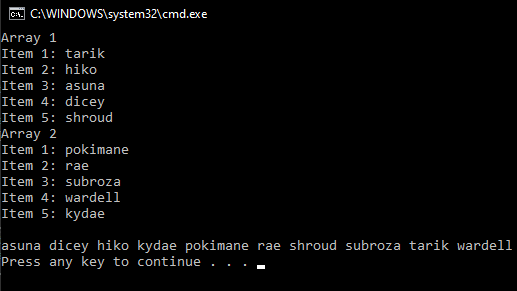 C:\WINDOWS\system32\cmd.exe
Array 1
Item 1: tarik
Item 2: hiko
Item 3: asuna
Item 4: dicey
Item 5: shroud
Array 2
Item 1: pokimane
Item 2: rae
Item 3: subroza
Item 4: wardell
Item 5: kydae
asuna dicey hiko kydae pokimane rae shroud subroza tarik wardell
Press any key to continue . . .